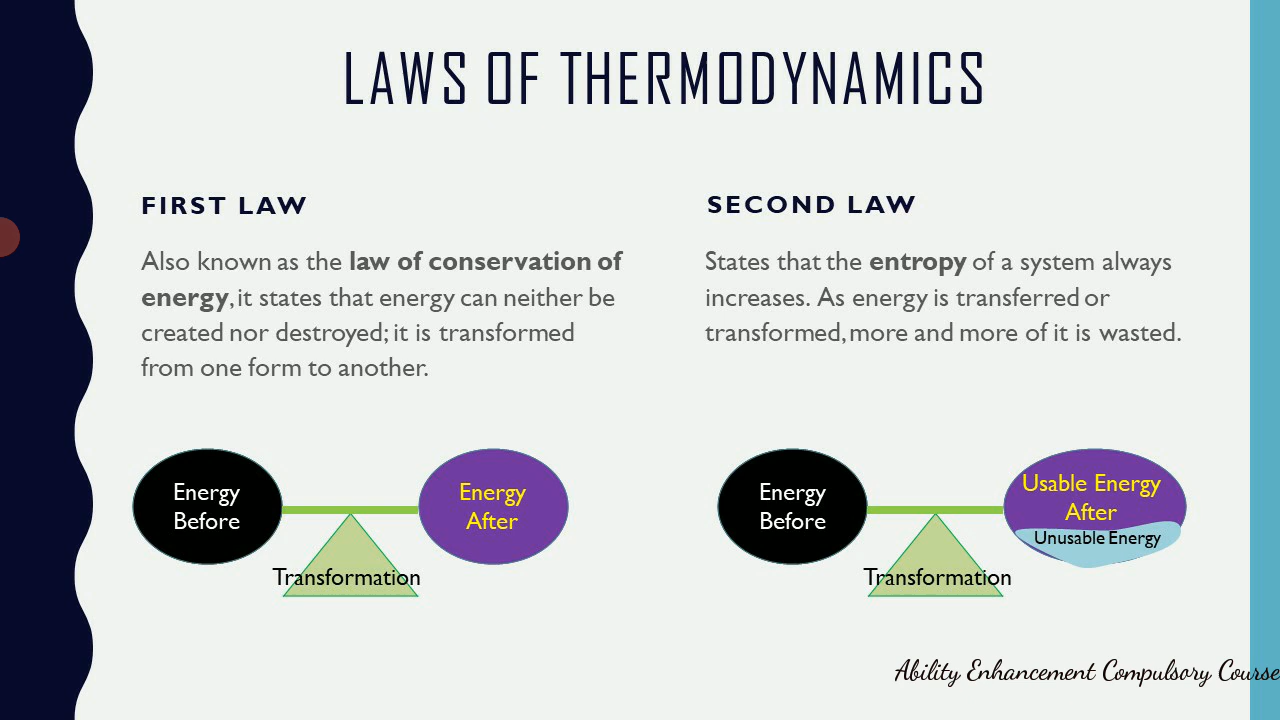 LAWS OF THERMODYNAMICS
FIRST LAW
Also known as the law of conservation of
energy, it states that energy can neither be
created nor destroyed; it is transformed
from one form to another.
SECOND LAW
States that the entropy of a system always
increases. As energy is transferred or
transformed, more and more of it is wasted.
Energy
Before
Transformation
Energy
After
Energy
Before
Transformation
Usable Energy
After
Unusable Energy
Ability Enhancement Compulsory Course